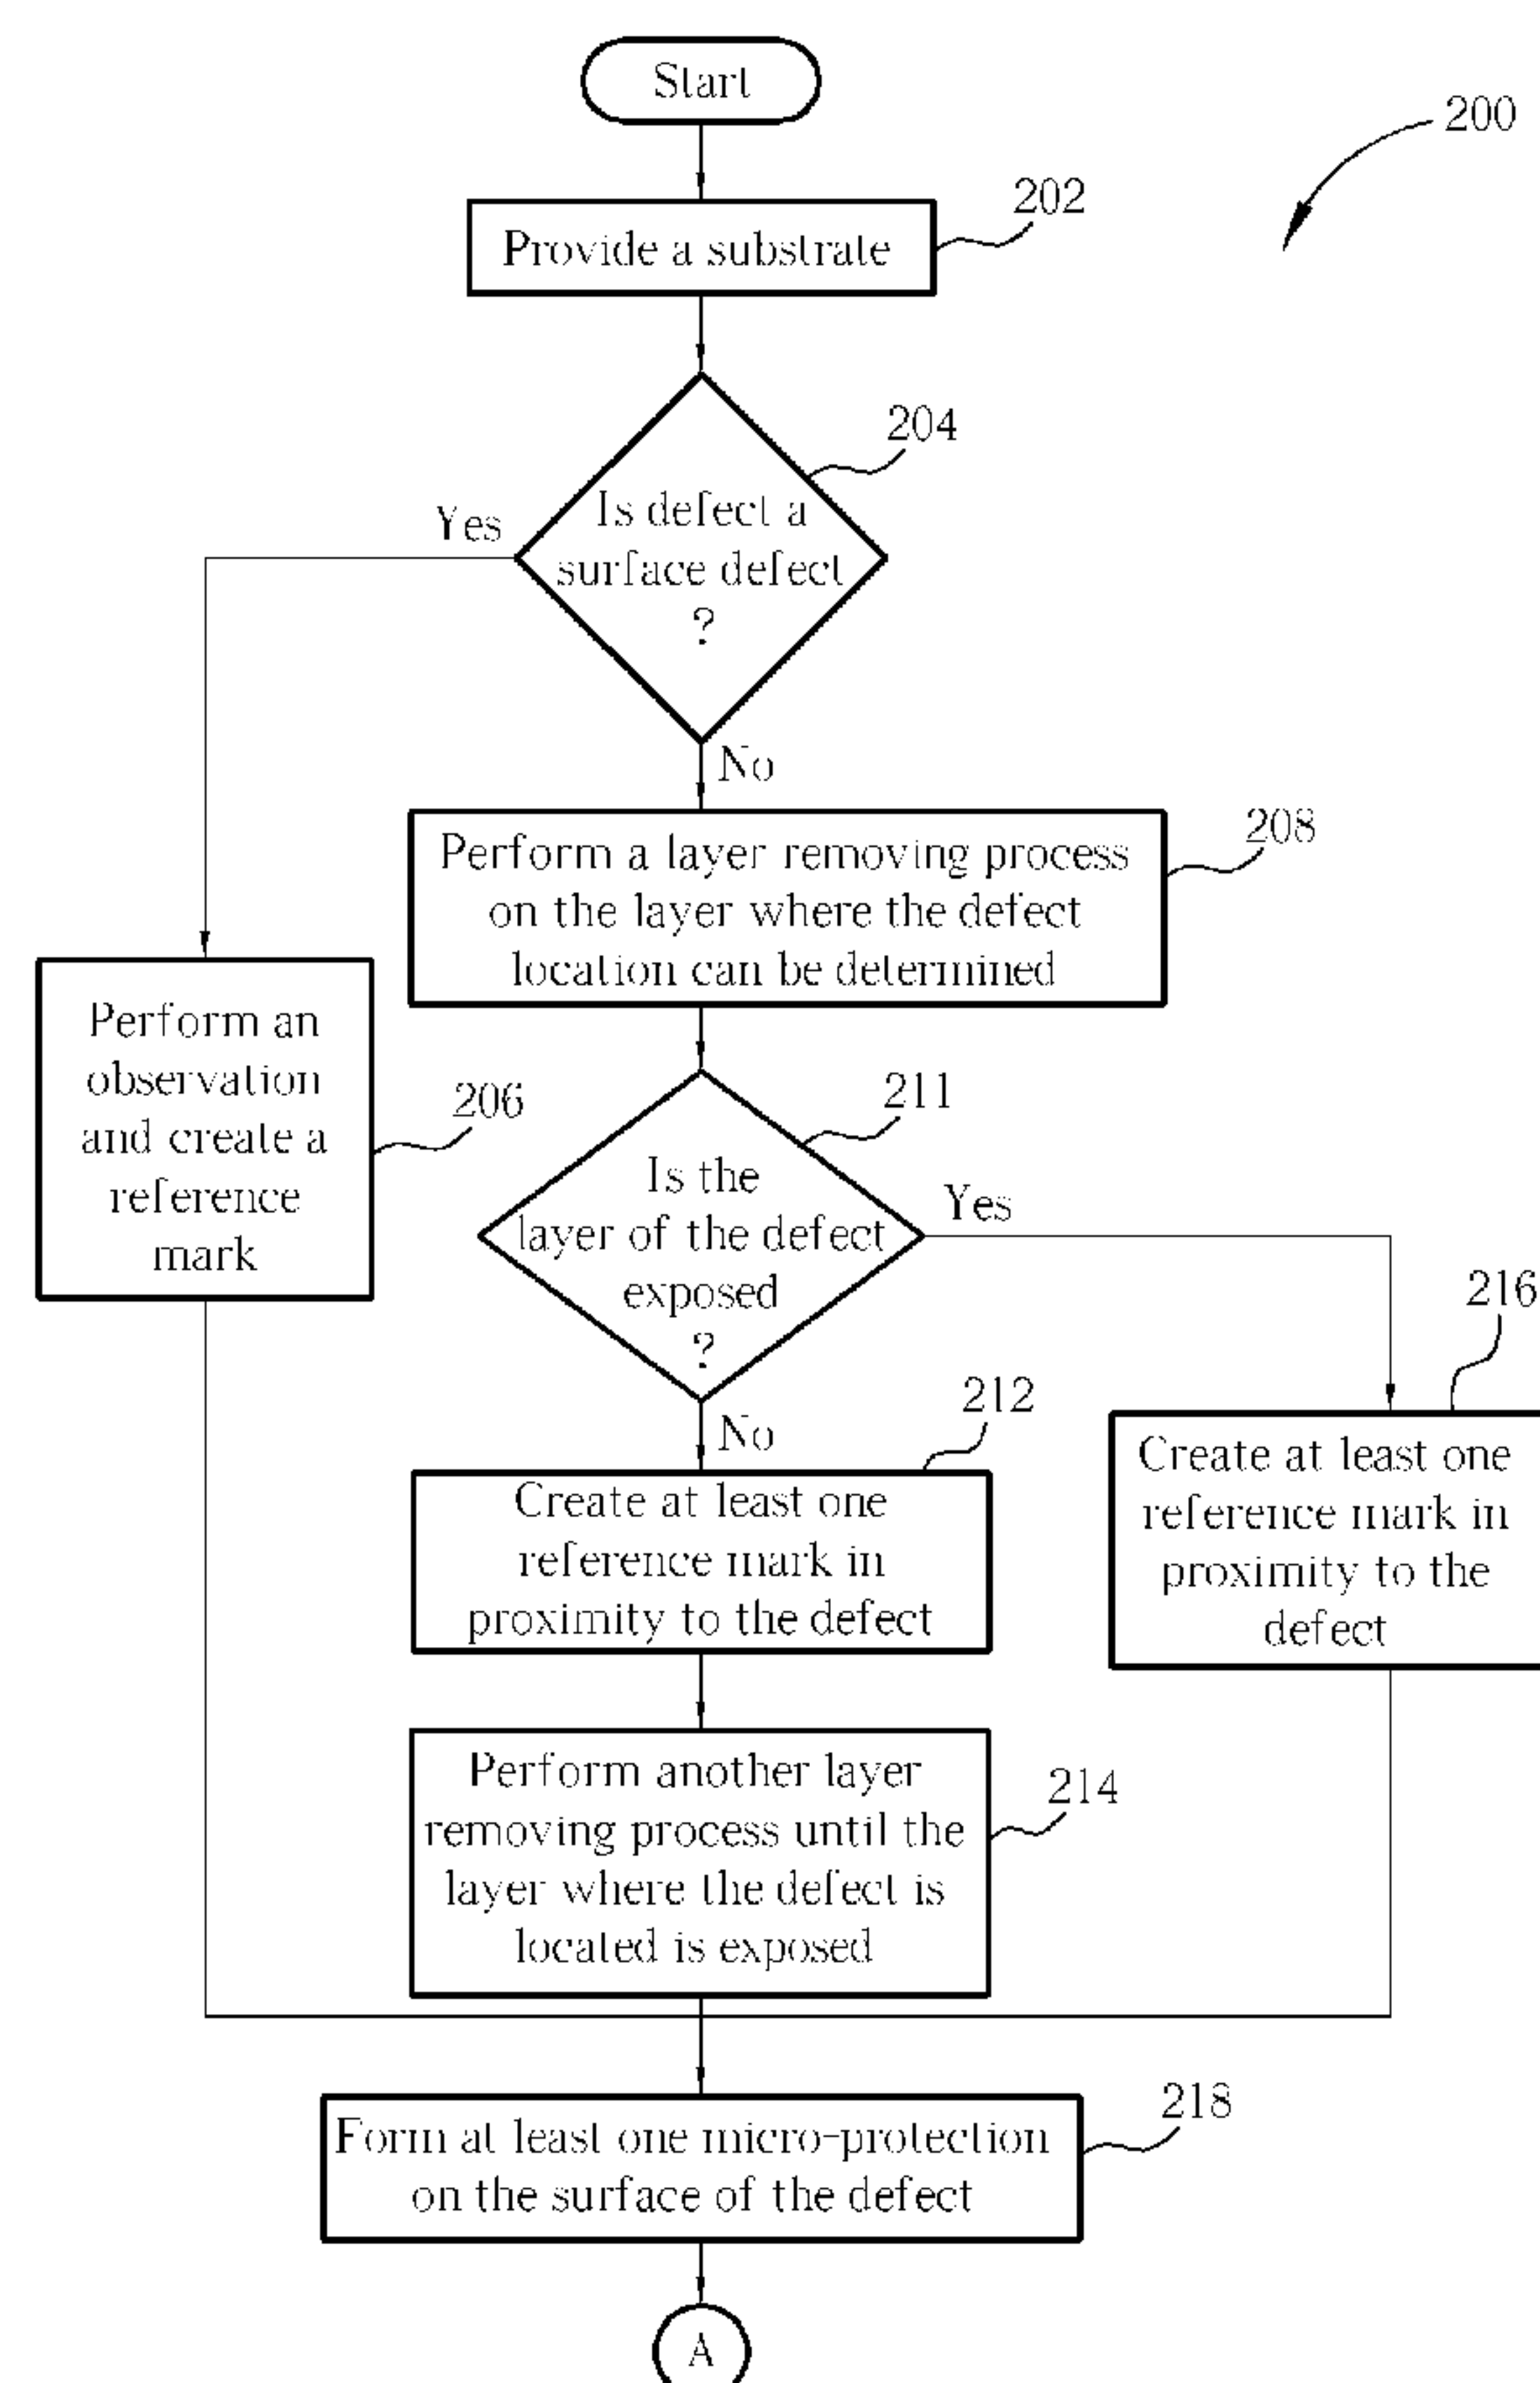 Start
200
202
Provide a substrate
204
Yes
Is defect a
surface defect
?
No
208
Perform a layer removing process
on the layer where the defect
location can be determined
Perform an
observation
and create a
reference
mark
206
211
Is the
layer of the defect
exposed
?
Yes
216
No
212
Create at least one
reference mark in
proximity to the defect
Create at least one
reference mark in
proximity to the
defect
Perform another layer
removing process until the
layer where the defect is
located is exposed
214
218
Form at least one micro-protection
on the surface of the defect
A